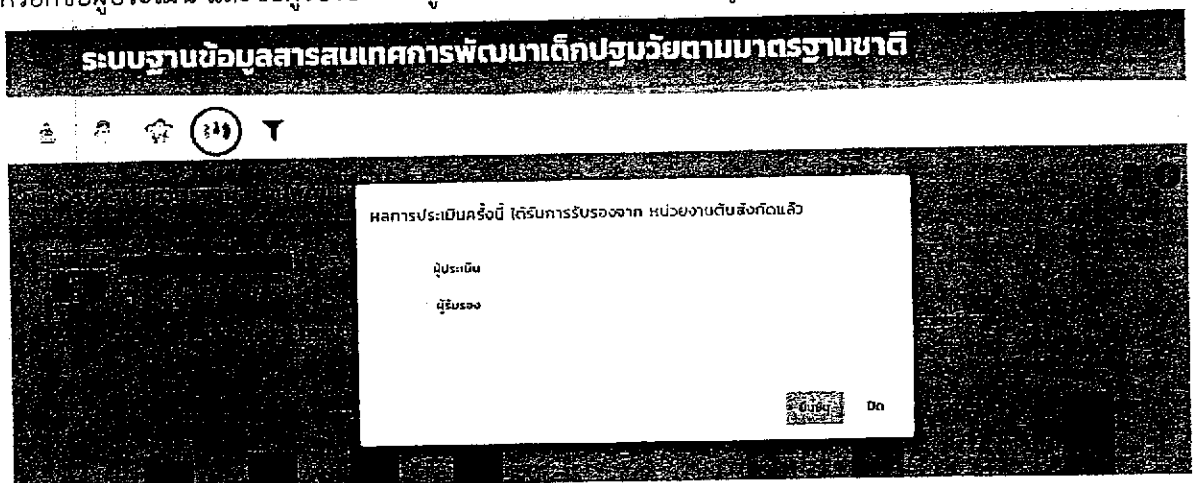 ระบบฐานข้อมูลสารสนเทศการพัฒนาเด็กปฐมวัยตามมาตรฐานชาติ
ผลการประเมินครั้งนี้ ได้รับการรับรองจาก หน่วยงานต้นสังกัดแล้ว
ผู้ประเมิน
ผู้รับรอง
ยืนยัน ปิด